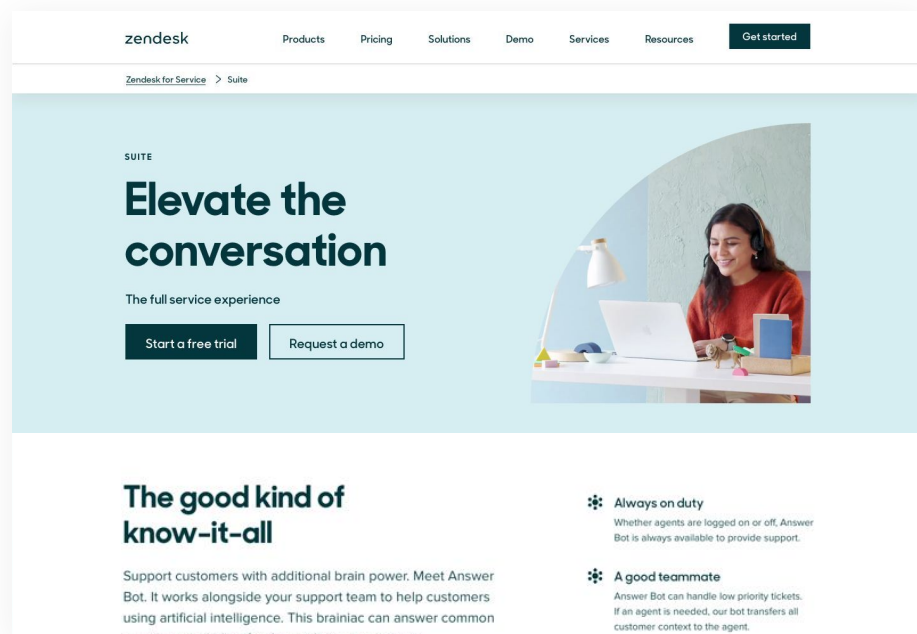 zendesk
Products
Pricing
Solutions
Demo
Services
Resources
Get started
Zendesk for Service > Suite
SUITE
Elevate the
conversation
The full service experience
Start a free trial
Request a demo
The good kind of
know-it-all
Support customers with additional brain power. Meet Answer
Bot. It works alongside your support team to help customers
using artificial intelligence. This brainiac can answer common
Always on duty
Whether agents are logged on or off, Answer
Bot is always available to provide support.
A good teammate
Answer Bot can handle low priority tickets.
If an agent is needed, our bot transfers all
customer context to the agent.